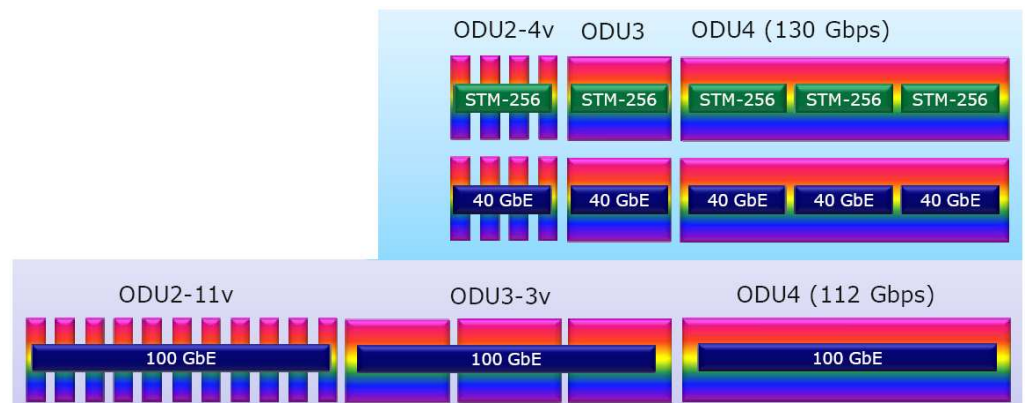 ODU2-4v ODU3 ODU4 (130 Gbps)
STM-256 STM-256 STM-256 STM-256 STM-256
40 GbE 40 GbE 40 GbE 40 GbE 40 GbE
ODU2-11v ODU3-3v ODU4 (112 Gbps)
100 GbE 100 GbE 100 GbE